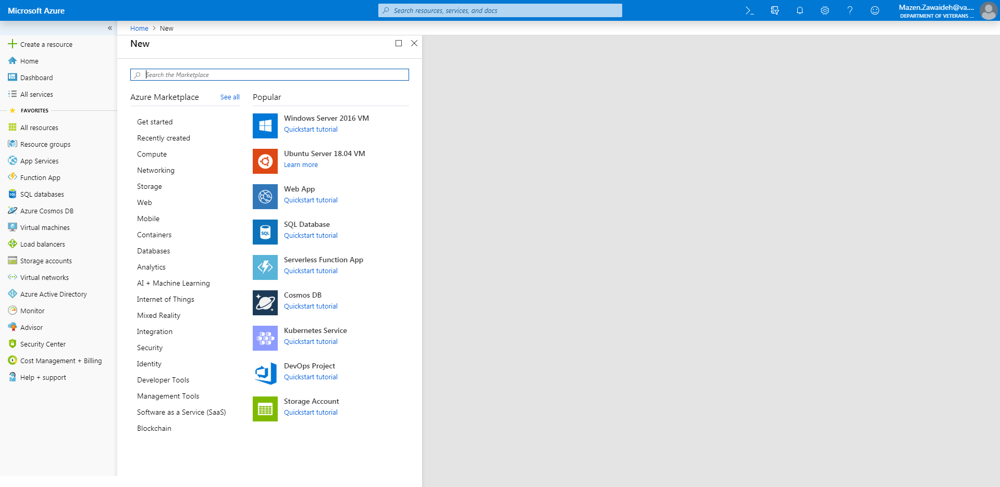 Microsoft Azure
Search resources, services, and docs
Mazen.Zawaideh@va....
DEPARTMENT OF VETERANS ...
Home > New
Create a resource
Home
Dashboard
All services
FAVORITES
All resources
Resource groups
App Services
Function App
SQL databases
Azure Cosmos DB
Virtual machines
Load balancers
Storage accounts
Virtual networks
Azure Active Directory
Monitor
Advisor
Security Center
Cost Management + Billing
Help + support
New
Search the Marketplace
Azure Marketplace See all
Get started
Recently created
Compute
Networking
Storage
Web
Mobile
Containers
Databases
Analytics
AI + Machine Learning
Internet of Things
Mixed Reality
Integration
Security
Identity
Developer Tools
Management Tools
Software as a Service (SaaS)
Blockchain
Popular
Windows Server 2016 VM
Quickstart tutorial
Ubuntu Server 18.04 VM
Learn more
Web App
Quickstart tutorial
SQL
SQL Database
Quickstart tutorial
Serverless Function App
Quickstart tutorial
Cosmos DB
Quickstart tutorial
Kubernetes Service
Quickstart tutorial
DevOps Project
Quickstart tutorial
Storage Account
Quickstart tutorial